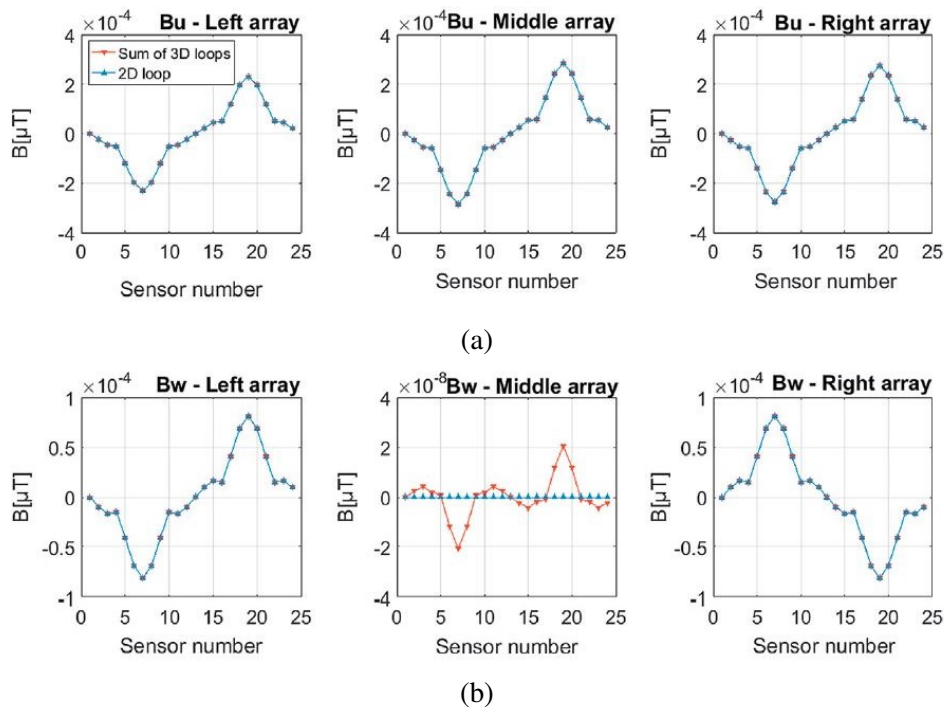 ×10⁻⁴ Bu - Left array
4
2
0
-2
-4
B[μT]
Sum of 3D loops
2D loop
0 5 10 15 20 25
Sensor number
×10⁻⁴ Bu - Middle array
4
2
0
-2
-4
B[μT]
0 5 10 15 20 25
Sensor number
×10⁻⁴ Bu - Right array
4
2
0
-2
-4
B[μT]
0 5 10 15 20 25
Sensor number
(a)
×10⁻⁴ Bw - Left array
1
0.5
0
-0.5
-1
B[μT]
0 5 10 15 20 25
Sensor number
×10⁻⁸ Bw - Middle array
4
2
0
-2
-4
B[μT]
0 5 10 15 20 25
Sensor number
×10⁻⁴ Bw - Right array
1
0.5
0
-0.5
-1
B[μT]
0 5 10 15 20 25
Sensor number
(b)